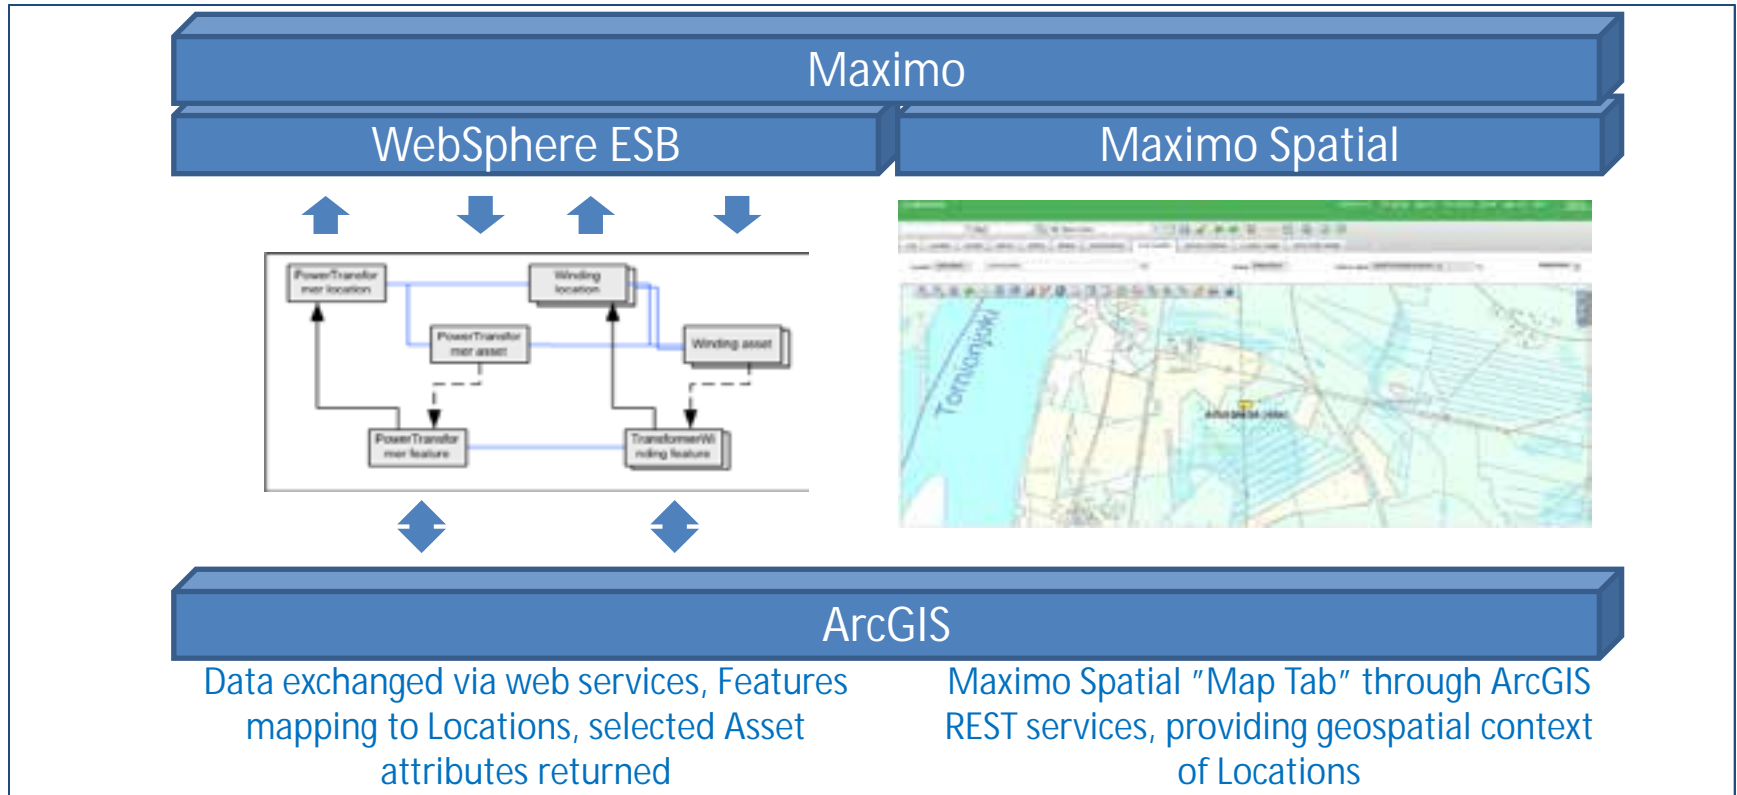 Maximo
WebSphere ESB
Maximo Spatial
PowerTransfor
mer location
Winding
location
PowerTransfor
mer asset
Winding asset
PowerTransfor
mer feature
TransformerWi
nding feature
Tornionjoki
ArcGIS
Data exchanged via web services, Features
mapping to Locations, selected Asset
attributes returned
Maximo Spatial "Map Tab" through ArcGIS
REST services, providing geospatial context
of Locations